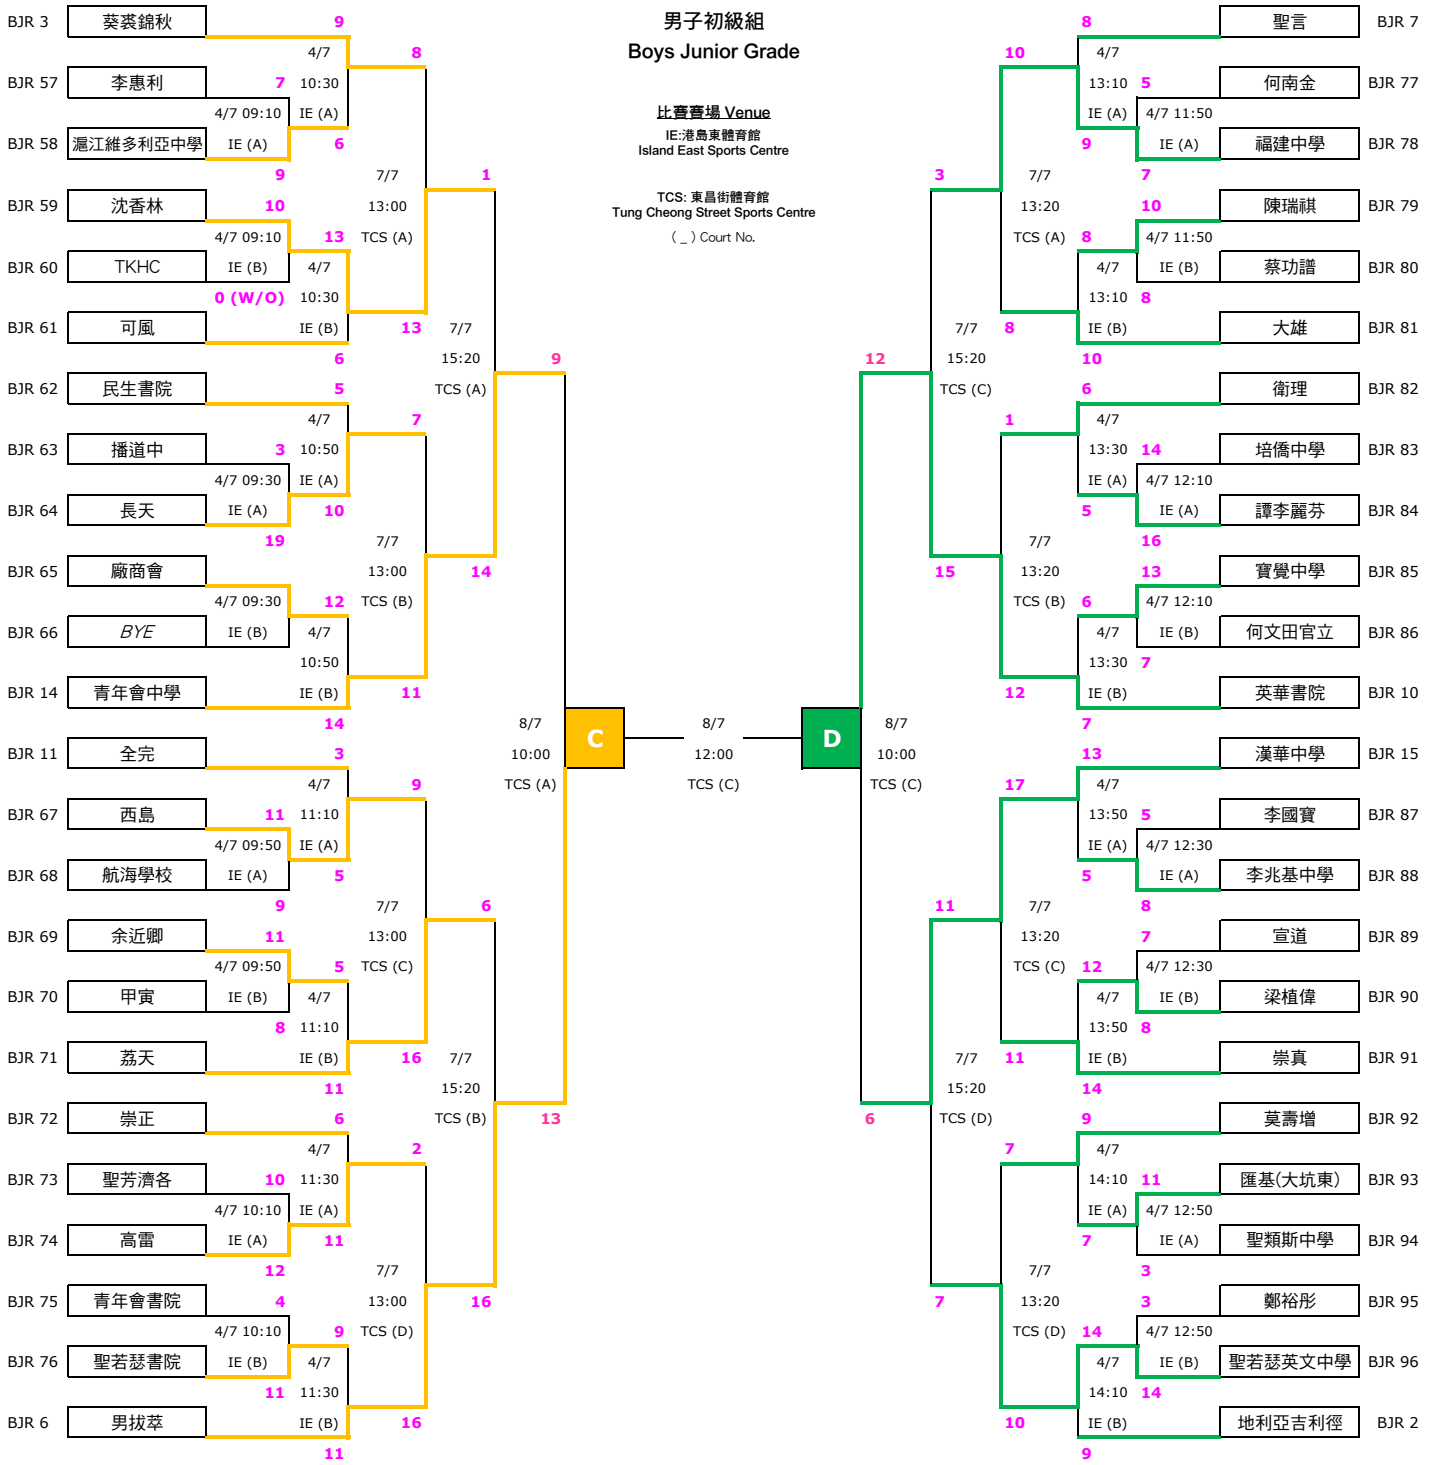 男子初級組
Boys Junior Grade
比賽賽場 Venue
IE:港島東體育館
Island East Sports Centre
TCS: 東昌街體育館
Tung Cheong Street Sports Centre
( _ ) Court No.
BJR 3 葵裘錦秋 9
4/7 8
BJR 57 李惠利 7 10:30
4/7 09:10 IE (A)
BJR 58 滬江維多利亞中學 IE (A) 6
9 7/7 1
BJR 59 沈香林 10 13:00
4/7 09:10 13 TCS (A)
BJR 60 TKHC IE (B) 4/7
0 (W/O) 10:30
BJR 61 可風 IE (B) 13 7/7
6 15:20 9
BJR 62 民生書院 5 TCS (A)
4/7 7
BJR 63 播道中 3 10:50
4/7 09:30 IE (A)
BJR 64 長天 IE (A) 10
19 7/7
BJR 65 廠商會 13:00 14
4/7 09:30 12 TCS (B)
BJR 66 BYE IE (B) 4/7
10:50
BJR 14 青年會中學 IE (B) 11
14 8/7
BJR 11 全完 3 10:00
4/7 9 TCS (A)
BJR 67 西島 11 11:10
4/7 09:50 IE (A)
BJR 68 航海學校 IE (A) 5
9 7/7 6
BJR 69 余近卿 11 13:00
4/7 09:50 5 TCS (C)
BJR 70 甲寅 IE (B) 4/7
8 11:10
BJR 71 荔天 IE (B) 16 7/7
11 15:20
BJR 72 崇正 6 TCS (B) 13
4/7 2
BJR 73 聖芳濟各 10 11:30
4/7 10:10 IE (A)
BJR 74 高雷 IE (A) 11
12 7/7
BJR 75 青年會書院 4 13:00 16
4/7 10:10 9 TCS (D)
BJR 76 聖若瑟書院 IE (B) 4/7
11 11:30
BJR 6 男拔萃 IE (B) 16
11
C
8/7
12:00
TCS (C)
D
8 聖言 BJR 7
10 4/7
13:10 5 何南金 BJR 77
IE (A) 4/7 11:50
9 IE (A) 福建中學 BJR 78
3 7/7 7
13:20 10 陳瑞祺 BJR 79
TCS (A) 8 4/7 11:50
4/7 IE (B) 蔡功譜 BJR 80
13:10 8
7/7 8 IE (B) 大雄 BJR 81
12 15:20 10
TCS (C) 6 衛理 BJR 82
1 4/7
13:30 14 培僑中學 BJR 83
IE (A) 4/7 12:10
5 IE (A) 譚李麗芬 BJR 84
7/7 16
15 13:20 13 寶覺中學 BJR 85
TCS (B) 6 4/7 12:10
4/7 IE (B) 何文田官立 BJR 86
13:30 7
12 IE (B) 英華書院 BJR 10
8/7 7
10:00 13 漢華中學 BJR 15
TCS (C) 17 4/7
13:50 5 李國寶 BJR 87
IE (A) 4/7 12:30
5 IE (A) 李兆基中學 BJR 88
11 7/7 8
13:20 7 宣道 BJR 89
TCS (C) 12 4/7 12:30
4/7 IE (B) 梁植偉 BJR 90
13:50 8
7/7 11 IE (B) 崇真 BJR 91
15:20 14
6 TCS (D) 9 莫壽增 BJR 92
7 4/7
14:10 11 匯基(大坑東) BJR 93
IE (A) 4/7 12:50
7 IE (A) 聖類斯中學 BJR 94
7/7 3
7 13:20 3 鄭裕彤 BJR 95
TCS (D) 14 4/7 12:50
4/7 IE (B) 聖若瑟英文中學 BJR 96
14:10 14
10 IE (B) 地利亞吉利徑 BJR 2
9